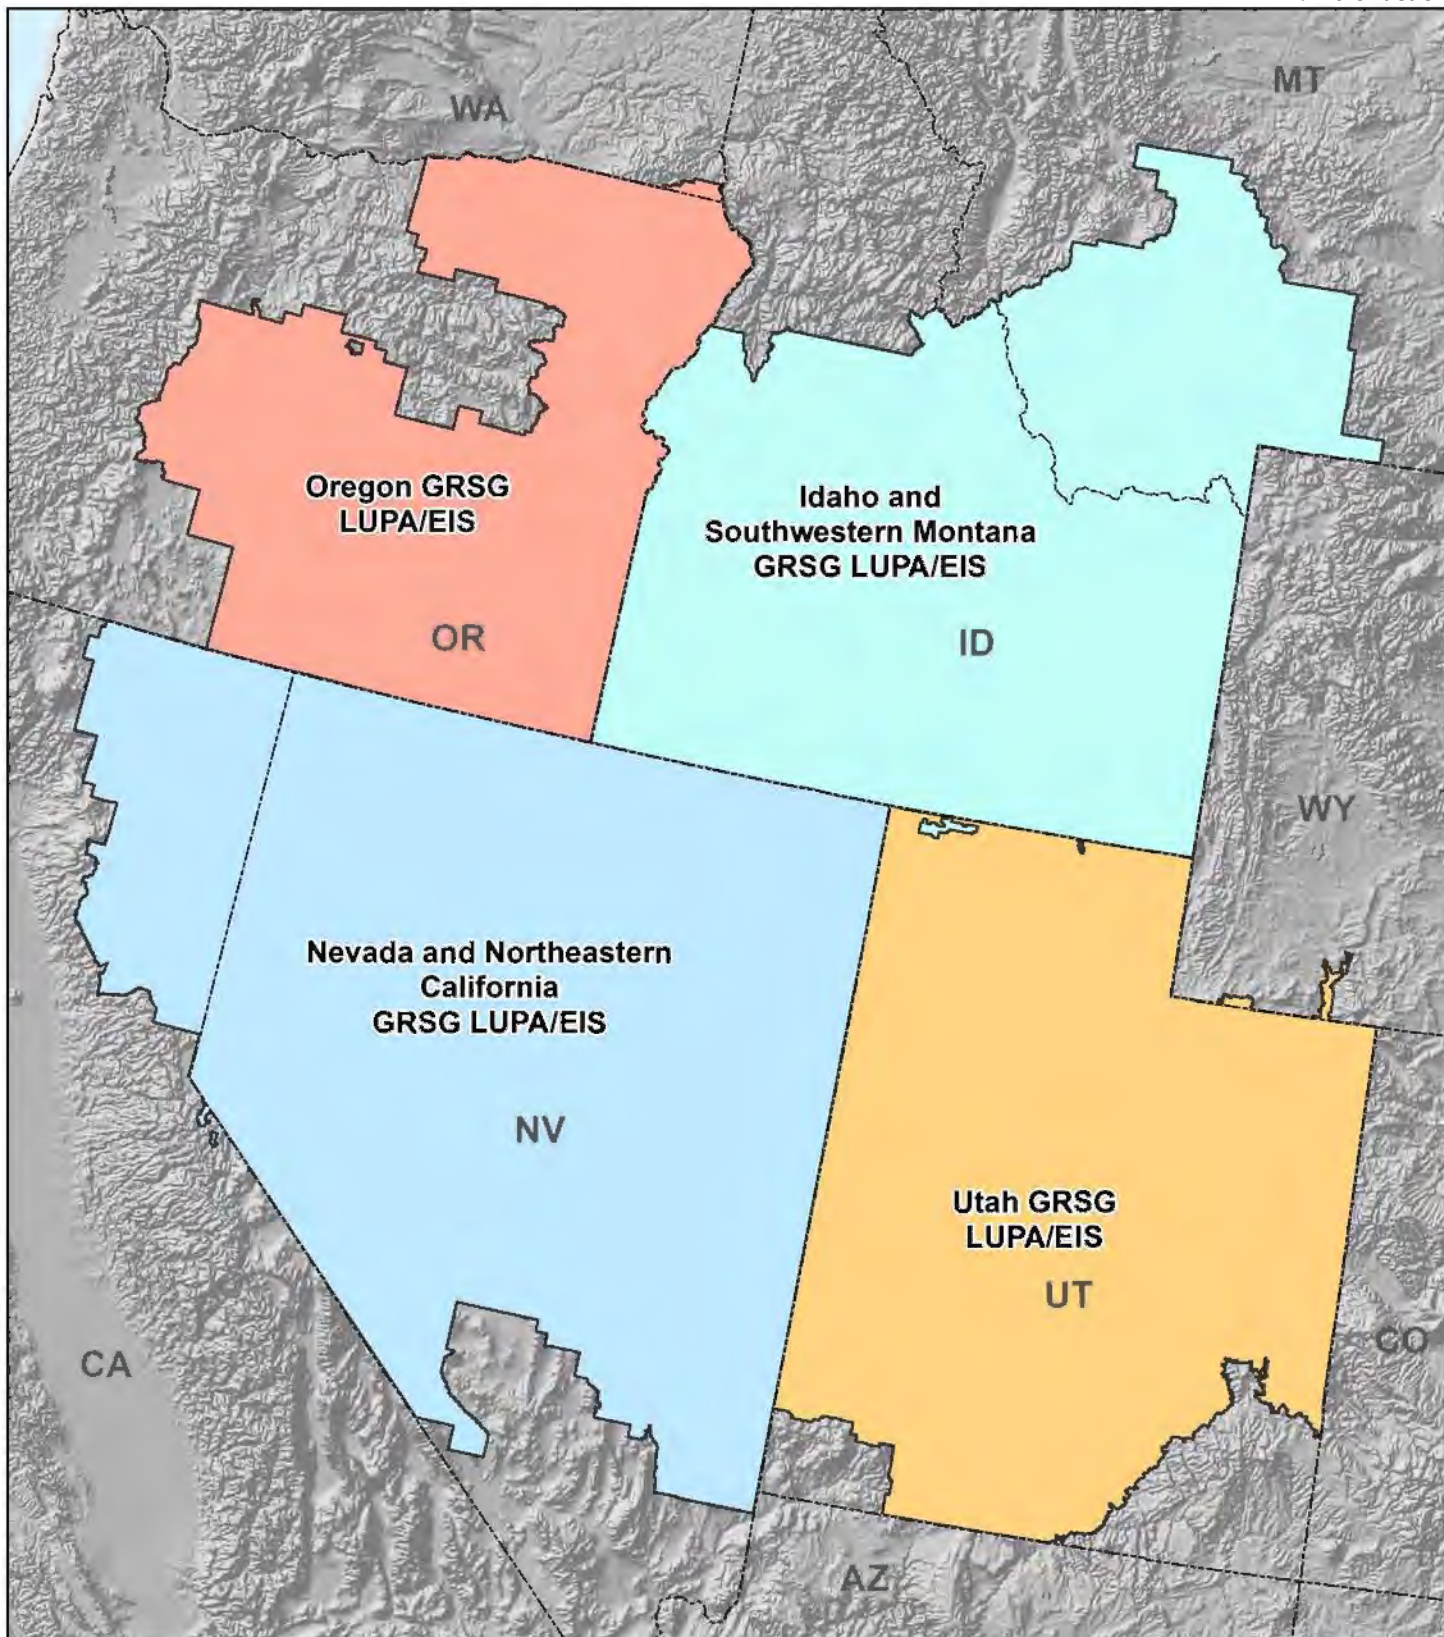 WA
MT
Oregon GRSG
LUPA/EIS
Idaho and
Southwestern Montana
GRSG LUPA/EIS
OR
ID
WY
Nevada and Northeastern
California
GRSG LUPA/EIS
NV
Utah GRSG
LUPA/EIS
UT
CA
CO
AZ